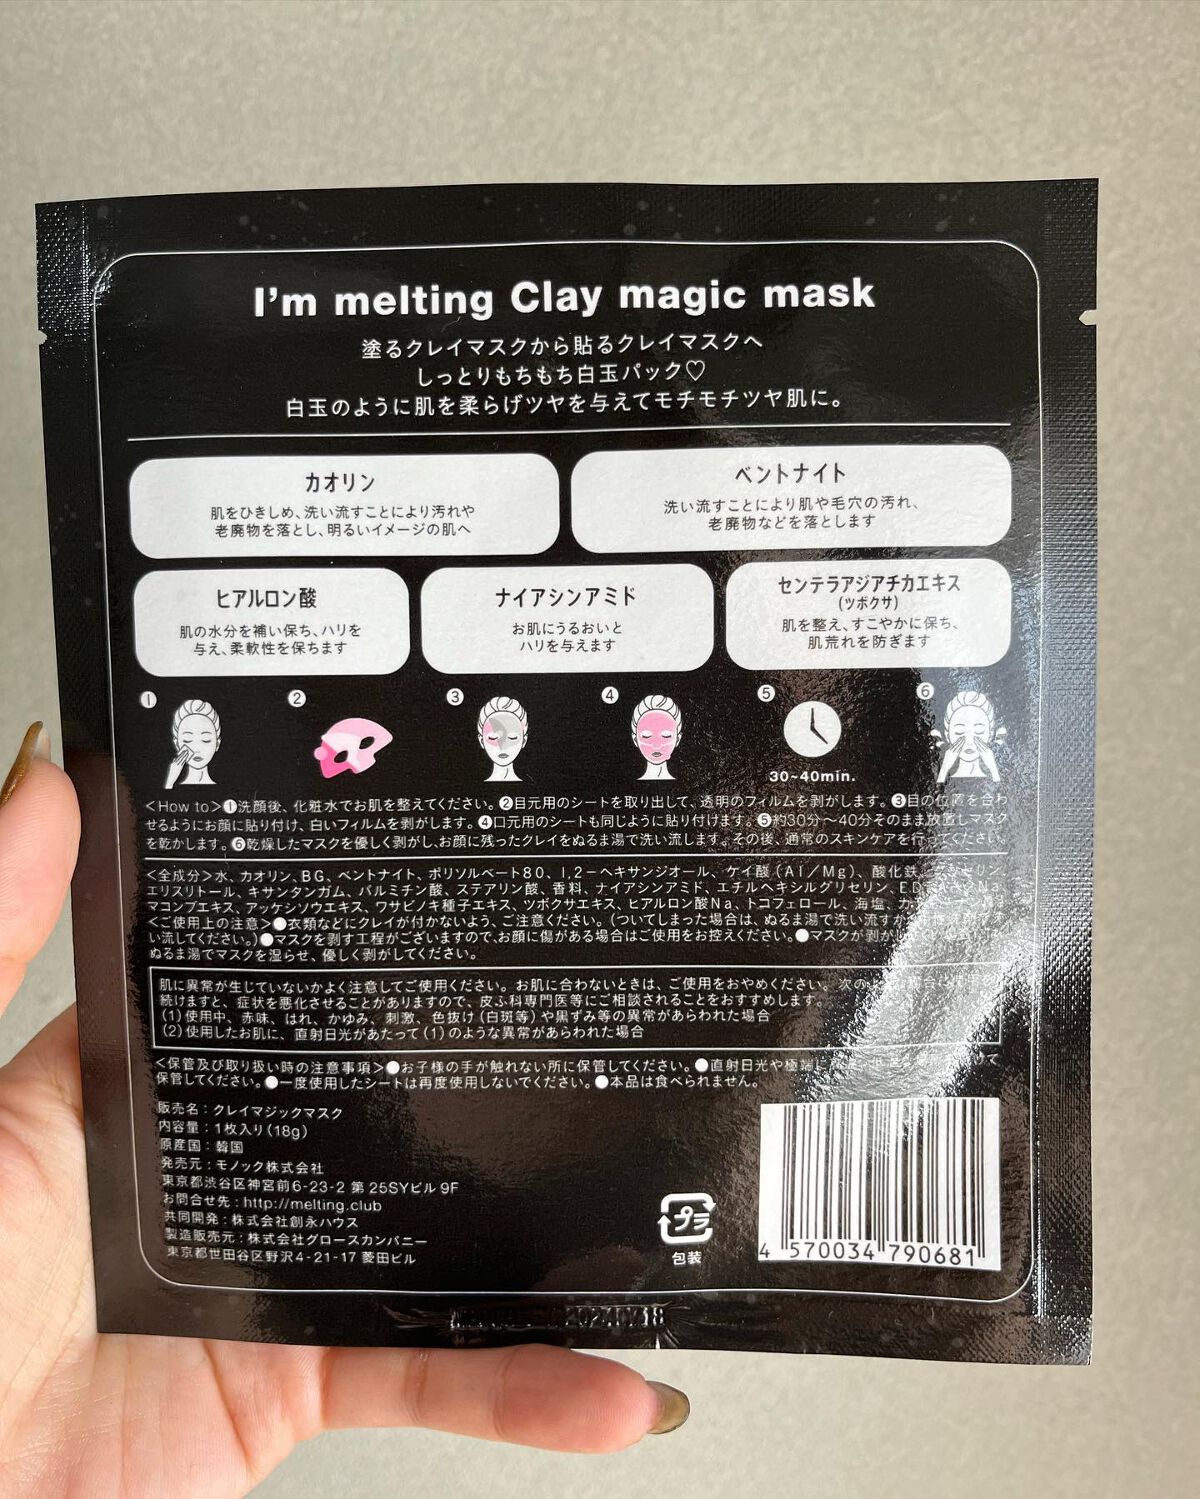 I'm melting Clay magic mask
塗るクレイマスクから貼るクレイマスクへ
しっとりもちもち白玉パック♡
白玉のように肌を柔らげツヤを与えてモチモチツヤ肌に。
カオリン
肌をひきしめ、洗い流すことにより汚れや
老廃物を落とし、明るいイメージの肌へ
ベントナイト
洗い流すことにより肌や毛穴の汚れ、
老廃物などを落とします
ヒアルロン酸
肌の水分を補い保ち、ハリを
与え、柔軟性を保ちます
ナイアシンアミド
お肌にうるおいと
ハリを与えます
センテラアジアチカエキス
(ツボクサ)
肌を整え、すこやかに保ち、
肌荒れを防ぎます
❶ ❷ ❸ ❹ ❺ ❻
30~40min.
<How to>❶洗顔後、化粧水でお肌を整えてください。❷目元用のシートを取り出して、透明のフィルムを剥がします。❸目の位置を合わ
せるようにお顔に貼り付け、白いフィルムを剥がします。❹口元用のシートも同じように貼り付けます。❺約30分〜40分そのまま放置しマスク
を乾かします。❻乾燥したマスクを優しく剥がし、お顔に残ったクレイをぬるま湯で洗い流します。その後、通常のスキンケアを行ってください。
<全成分>水、カオリン、BG、ベントナイト、ポリソルベート80、1,2-ヘキサンジオール、ケイ酸(Al/Mg)、酸化鉄、
エリスリトール、キサンタンガム、パルミチン酸、ステアリン酸、香料、ナイアシンアミド、エチルヘキシルグリセリン、
マコンブエキス、アッケシソウエキス、ワサビノキ種子エキス、ツボクサエキス、ヒアルロン酸Na、トコフェロール、海塩、
<ご使用上の注意>●衣類などにクレイが付かないよう、ご注意ください。(ついてしまった場合は、ぬるま湯で洗い流すか
い流してください。)●マスクを剥す工程がございますので、お顔に傷がある場合はご使用をお控えください。●マスクが剥が
ぬるま湯でマスクを湿らせ、優しく剥がしてください。
肌に異常が生じていないかよく注意してご使用ください。お肌に合わないときは、ご使用をおやめください。次の
続けますと、症状を悪化させることがありますので、皮ふ科専門医等にご相談されることをおすすめします。
(1)使用中、赤味、はれ、かゆみ、刺激、色抜け(白斑等)や黒ずみ等の異常があらわれた場合
(2)使用したお肌に、直射日光があたって(1)のような異常があらわれた場合
<保管及び取り扱い時の注意事項>●お子様の手が触れない所に保管してください。●直射日光や極端
保管してください。●一度使用したシートは再度使用しないでください。●本品は食べられません。
販売名:クレイマジックマスク
内容量:1枚入り(18g)
原産国:韓国
発売元:モノック株式会社
東京都渋谷区神宮前6-23-2 第25SYビル9F
お問合せ先:http://melting.club
共同開発:株式会社創永ハウス
製造販売元:株式会社グロースカンパニー
東京都世田谷区野沢4-21-17 菱田ビル
プラ
包装
4 570034 790681